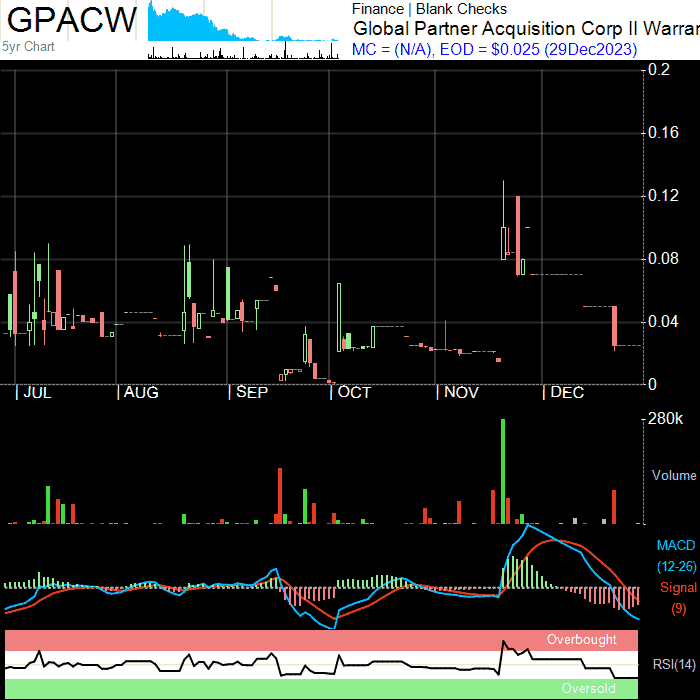 GPACW
5yr Chart
Finance | Blank Checks
Global Partner Acquisition Corp II Warran
MC = (N/A), EOD = $0.025 (29Dec2023)
0.2
0.16
0.12
0.08
0.04
0
| JUL | AUG | SEP | OCT | NOV | DEC
280k
Volume
MACD
(12-26)
Signal
(9)
Overbought
RSI(14)
Oversold